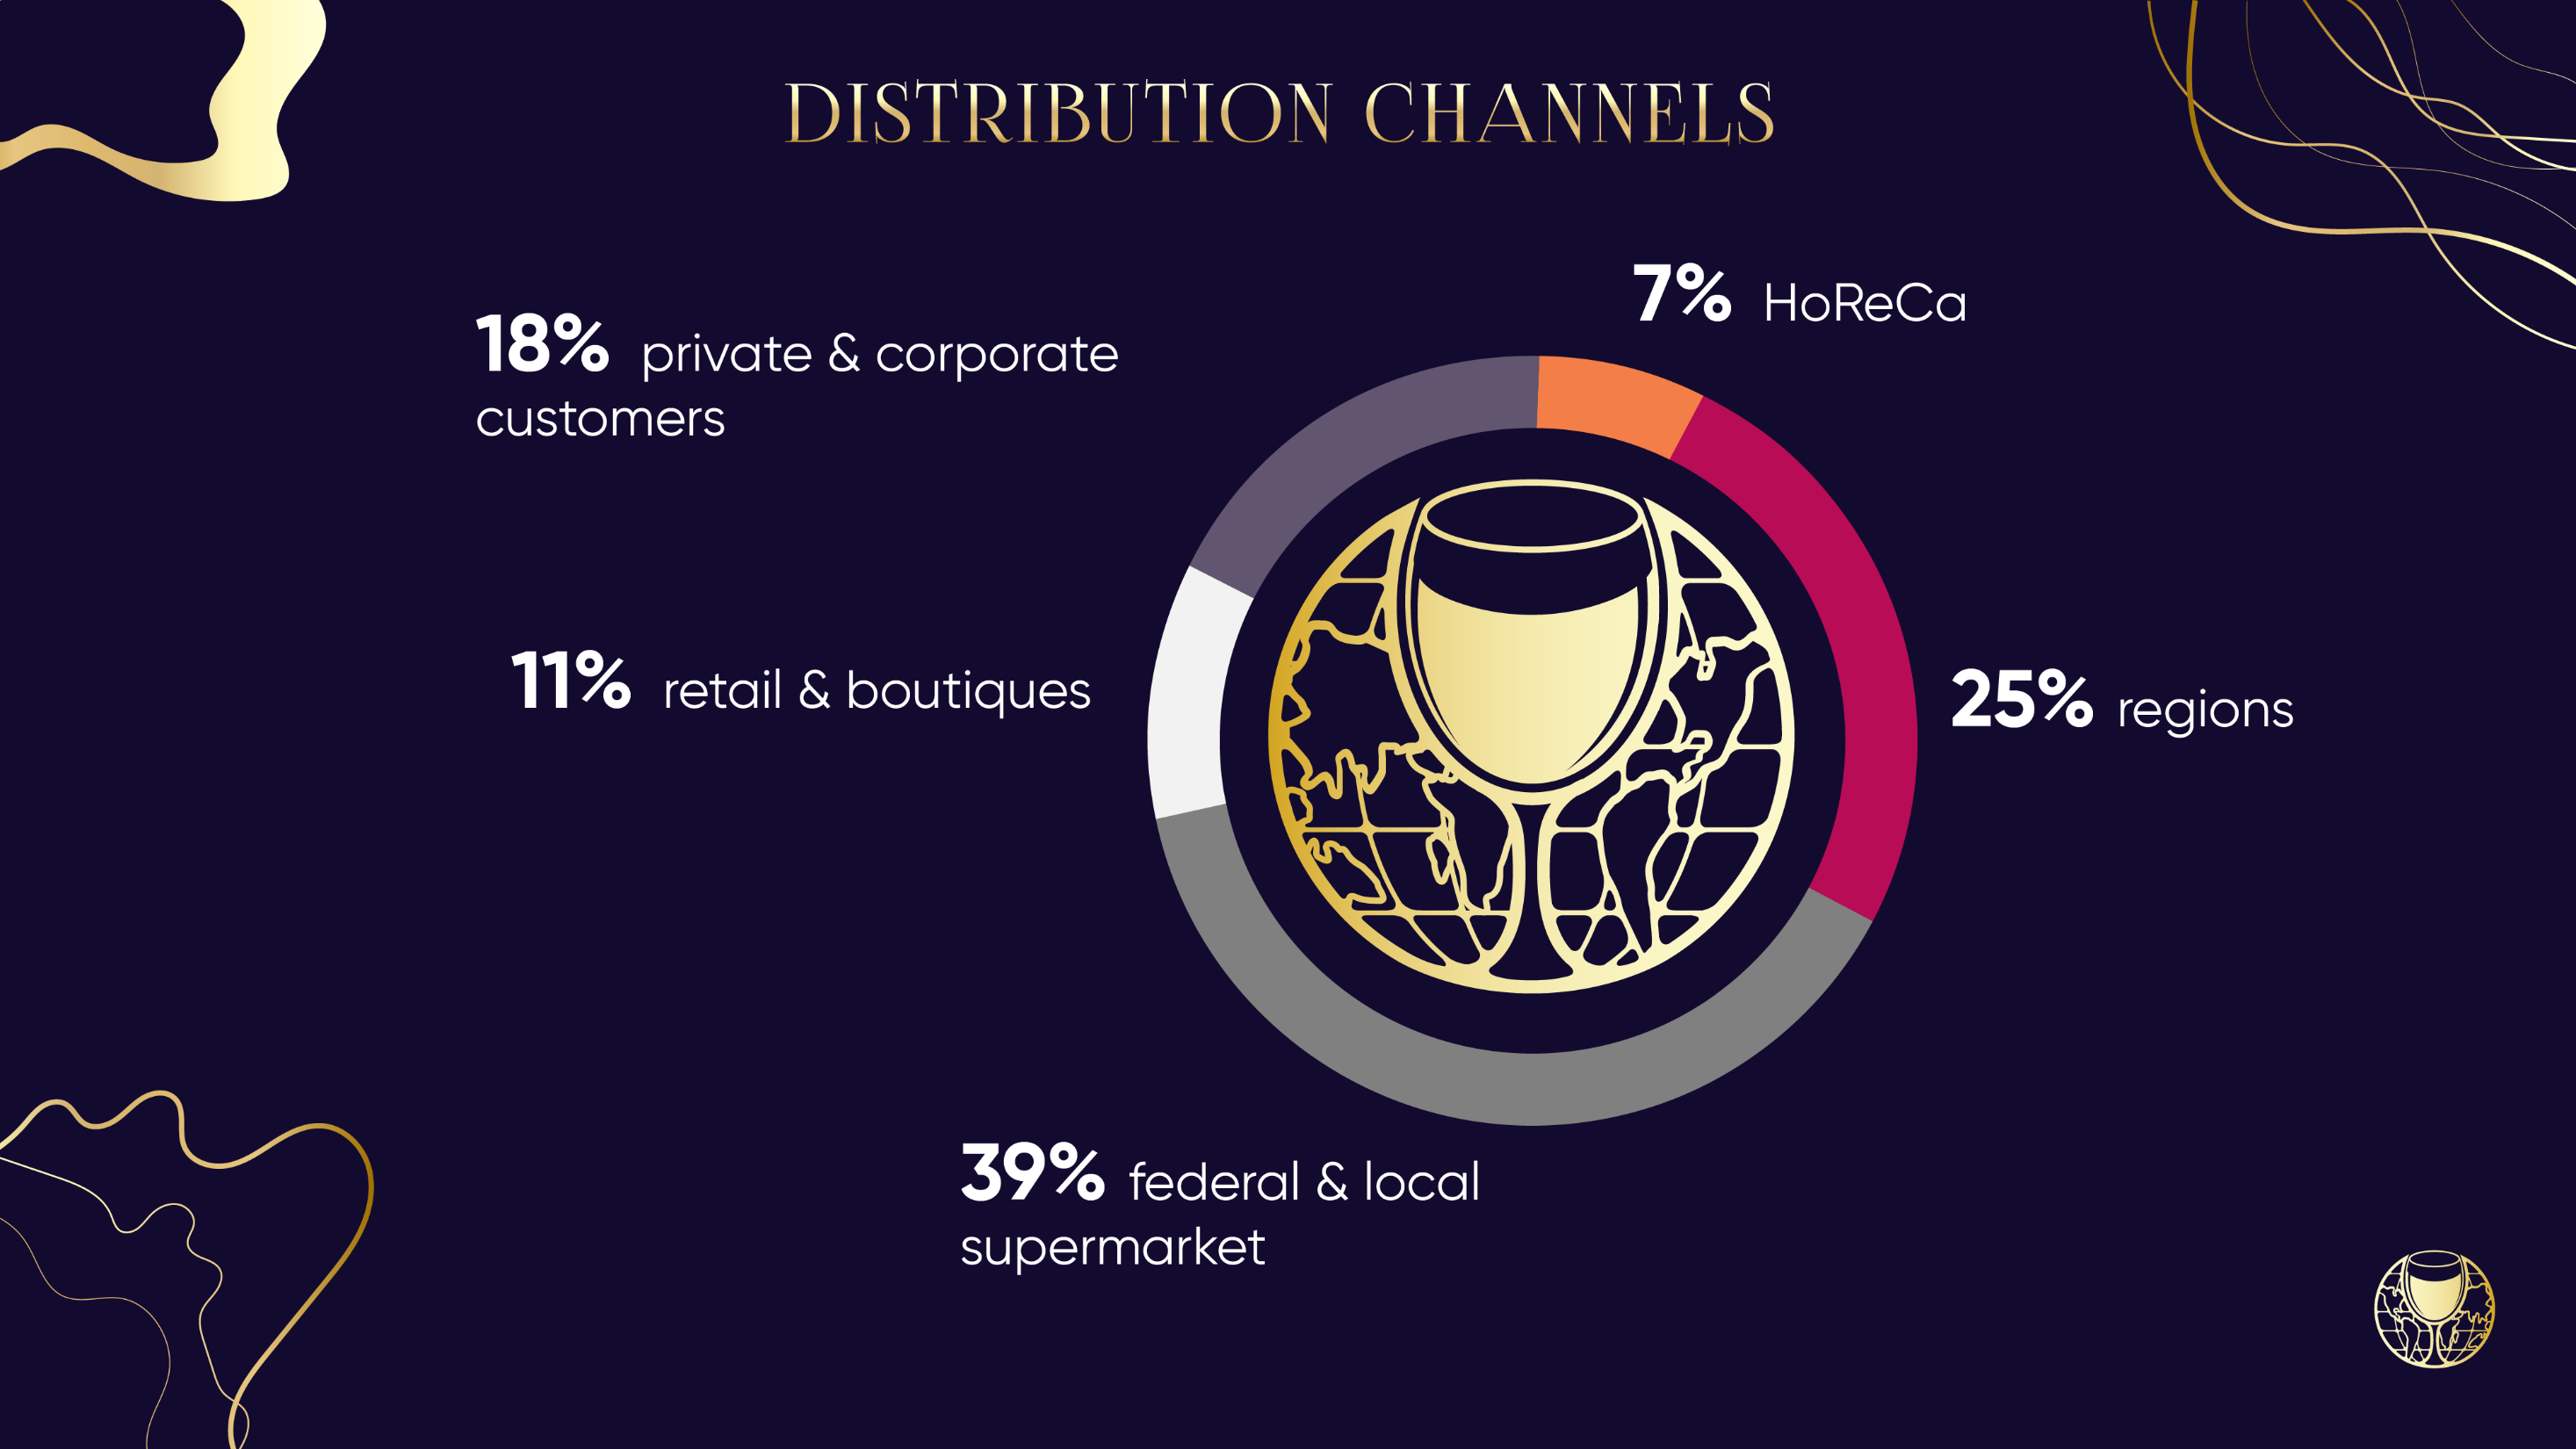 DISTRIBUTION CHANNELS
7% HoReCa
18% private & corporate
customers
11% retail & boutiques
25% regions
39% federal & local
supermarket